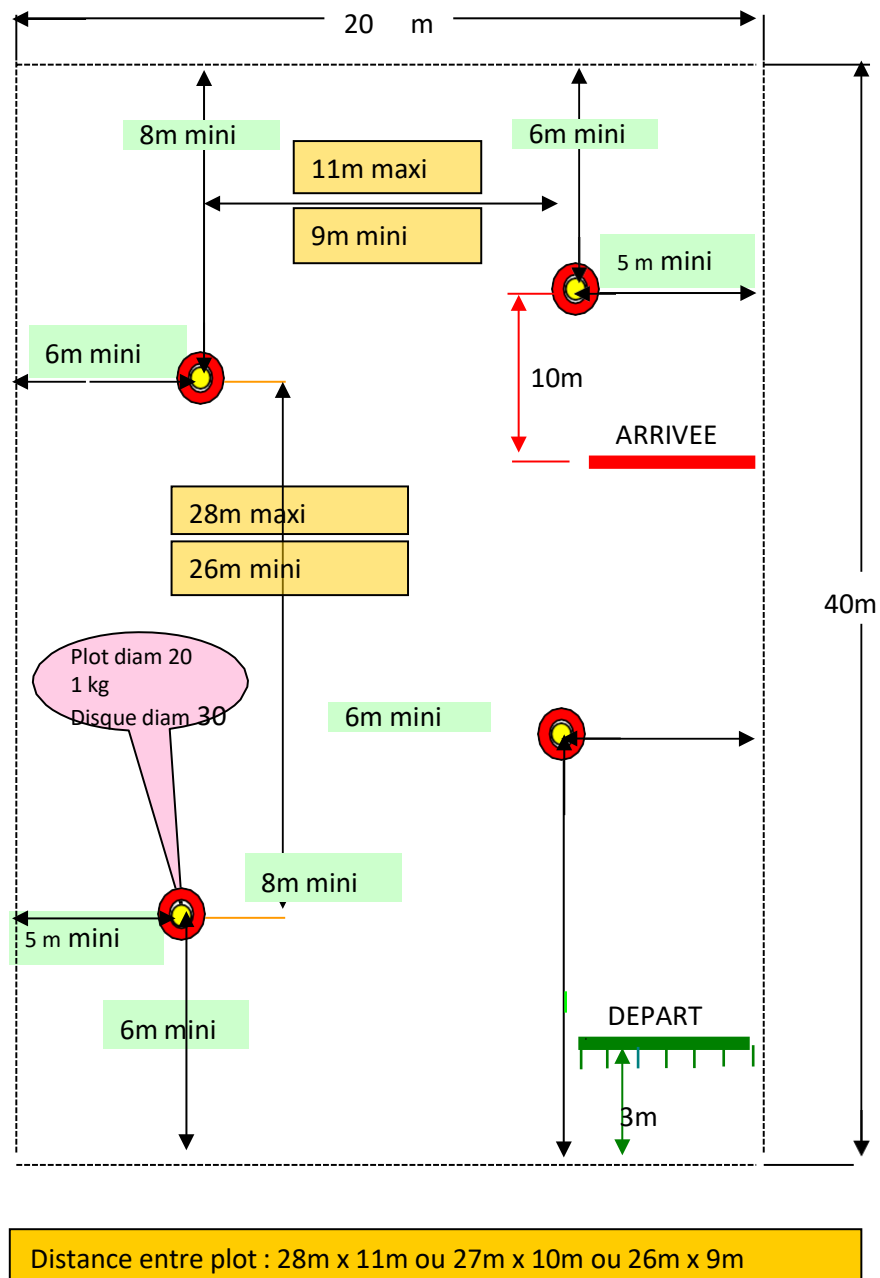 20 m
8m mini
6m mini
11m maxi
9m mini
5 m mini
6m mini
10m
ARRIVEE
28m maxi
26m mini
40m
Plot diam 20
1 kg
Disque diam 30
6m mini
8m mini
5 m mini
6m mini
DEPART
3m
Distance entre plot : 28m x 11m ou 27m x 10m ou 26m x 9m